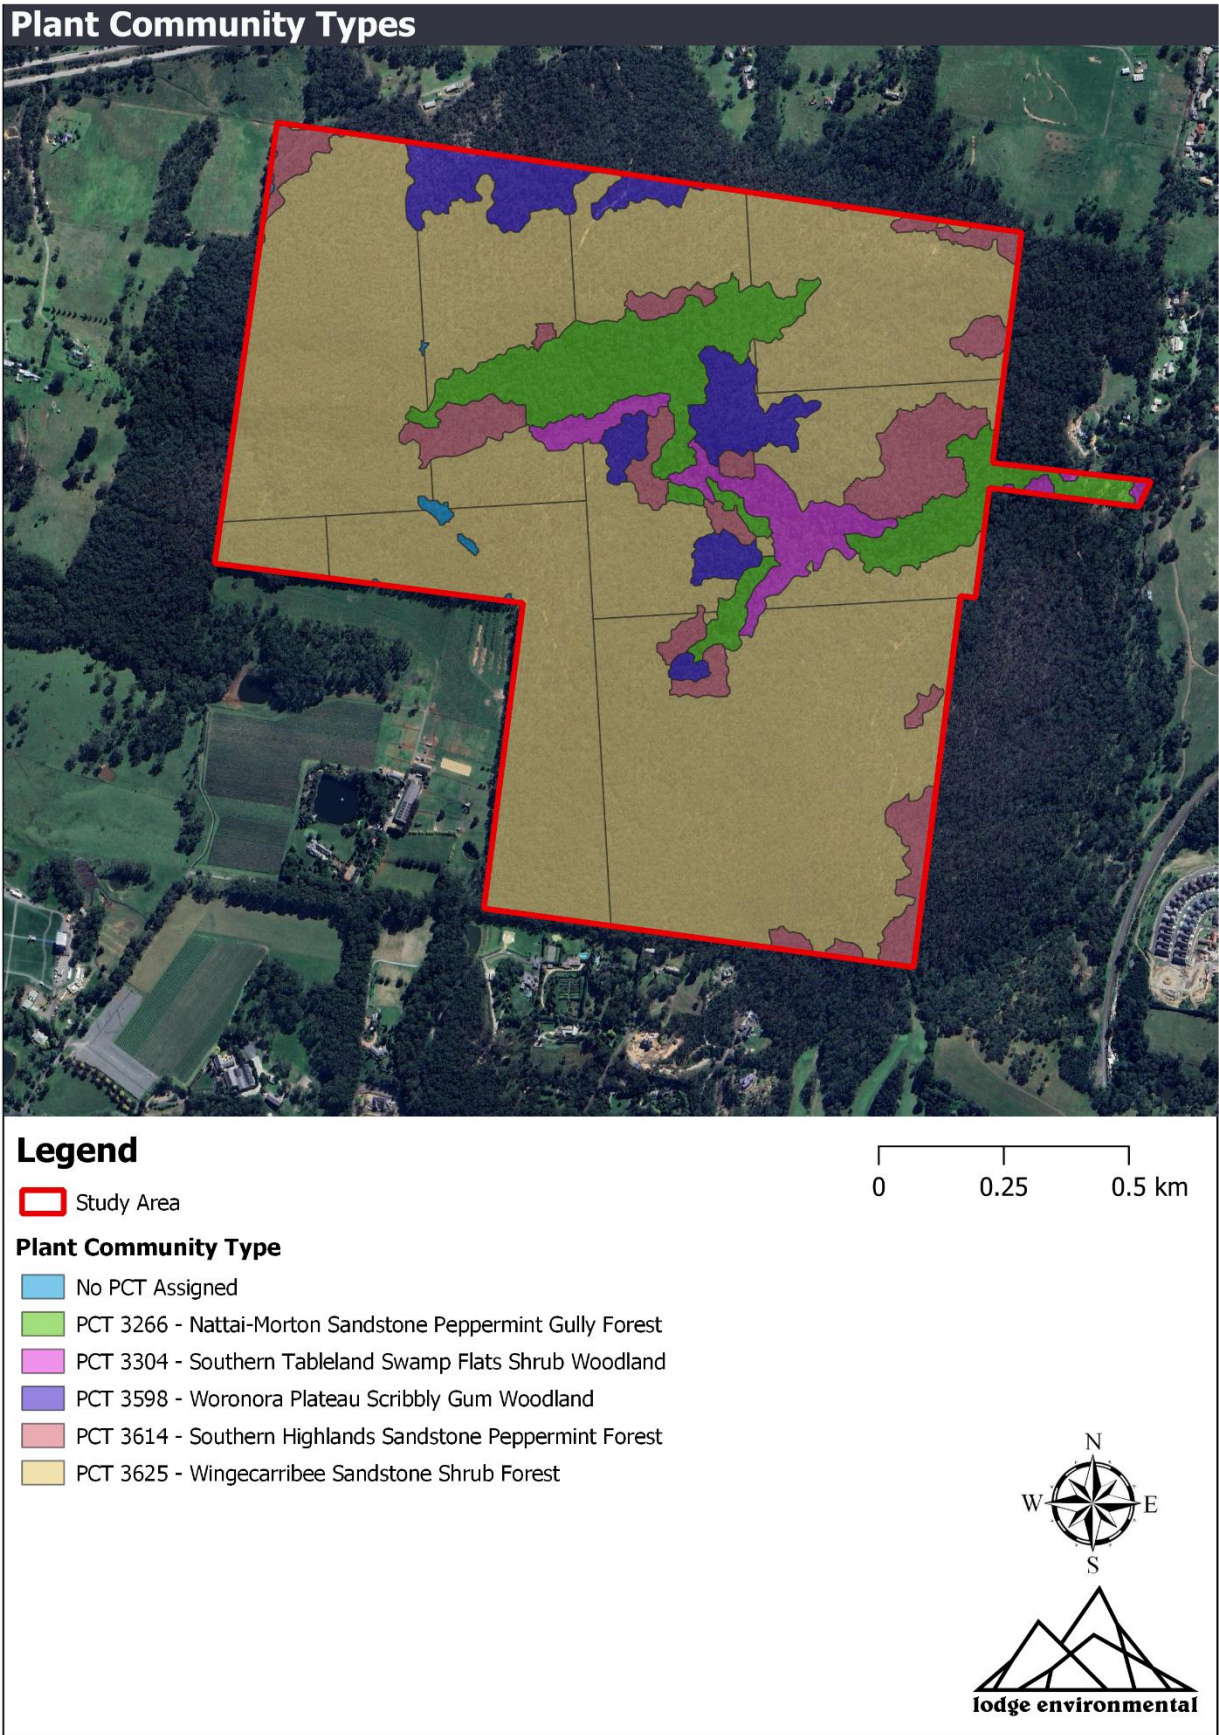 Plant Community Types
Legend
Study Area
Plant Community Type
No PCT Assigned
PCT 3266 - Nattai-Morton Sandstone Peppermint Gully Forest
PCT 3304 - Southern Tableland Swamp Flats Shrub Woodland
PCT 3598 - Woronora Plateau Scribbly Gum Woodland
PCT 3614 - Southern Highlands Sandstone Peppermint Forest
PCT 3625 - Wingecarribee Sandstone Shrub Forest
0 0.25 0.5 km
N
W E
S
lodge environmental